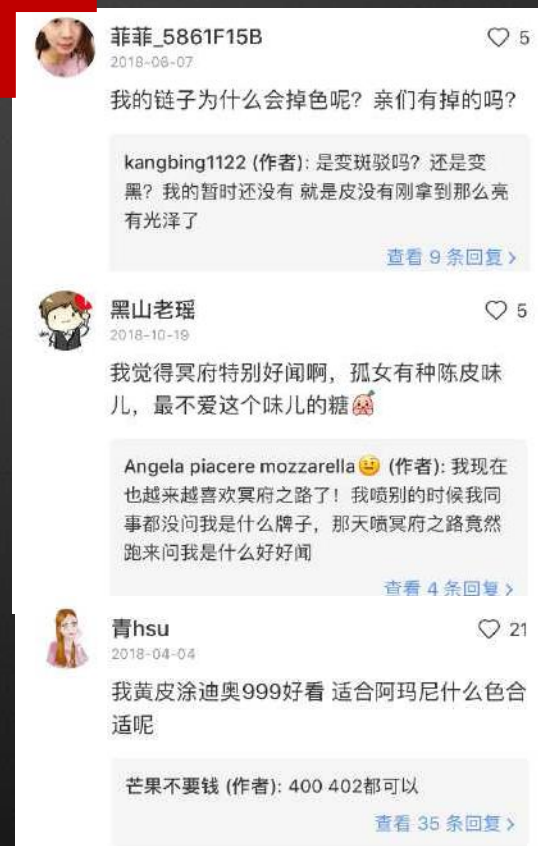 菲菲_5861F15B
5
2018-06-07
我的链子为什么会掉色呢？亲们有掉的吗？
kangbing1122 (作者): 是变斑驳吗？还是变
黑？我的暂时还没有 就是皮没有刚拿到那么亮
有光泽了
查看 9 条回复 >
黑山老瑶
5
2018-10-19
我觉得冥府特别好闻啊，孤女有种陈皮味
儿，最不爱这个味儿的糖
Angela piacere mozzarella (作者): 我现在
也越来越喜欢冥府之路了！我喷别的时候我同
事都没问我是什么牌子，那天喷冥府之路竟然
跑来问我是什么好好闻
查看 4 条回复 >
青hsu
21
2018-04-04
我黄皮涂迪奥999好看 适合阿玛尼什么色合
适呢
芒果不要钱 (作者): 400 402都可以
查看 35 条回复 >